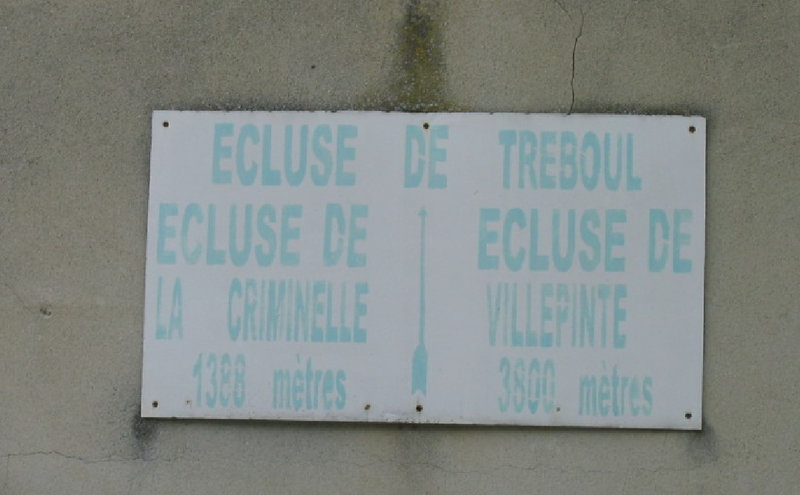 ECLUSE DE TREBOUL
ECLUSE DE
LA CRIMINELLE
1388 mètres
ECLUSE DE
VILLEPINTE
3800 mètres